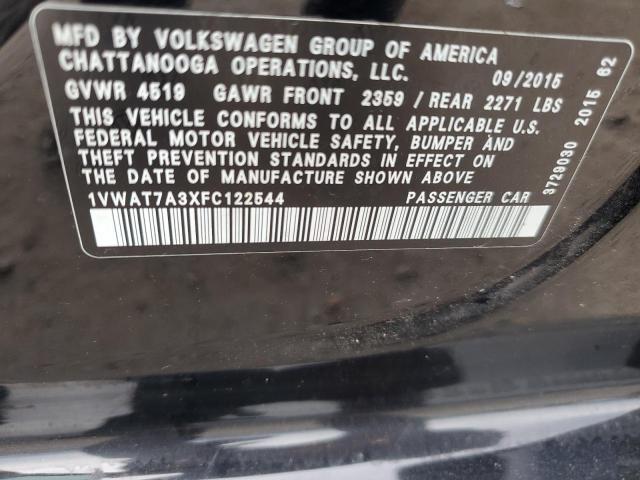 MFD BY VOLKSWAGEN GROUP OF AMERICA
CHATTANOOGA OPERATIONS, LLC. 09/2015
GVWR 4519 GAWR FRONT 2359 / REAR 2271 LBS
THIS VEHICLE CONFORMS TO ALL APPLICABLE U.S.
FEDERAL MOTOR VEHICLE SAFETY, BUMPER AND
THEFT PREVENTION STANDARDS IN EFFECT ON
THE DATE OF MANUFACTURE SHOWN ABOVE
1VWAT7A3XFC122544 PASSENGER CAR
3729030 2015 62